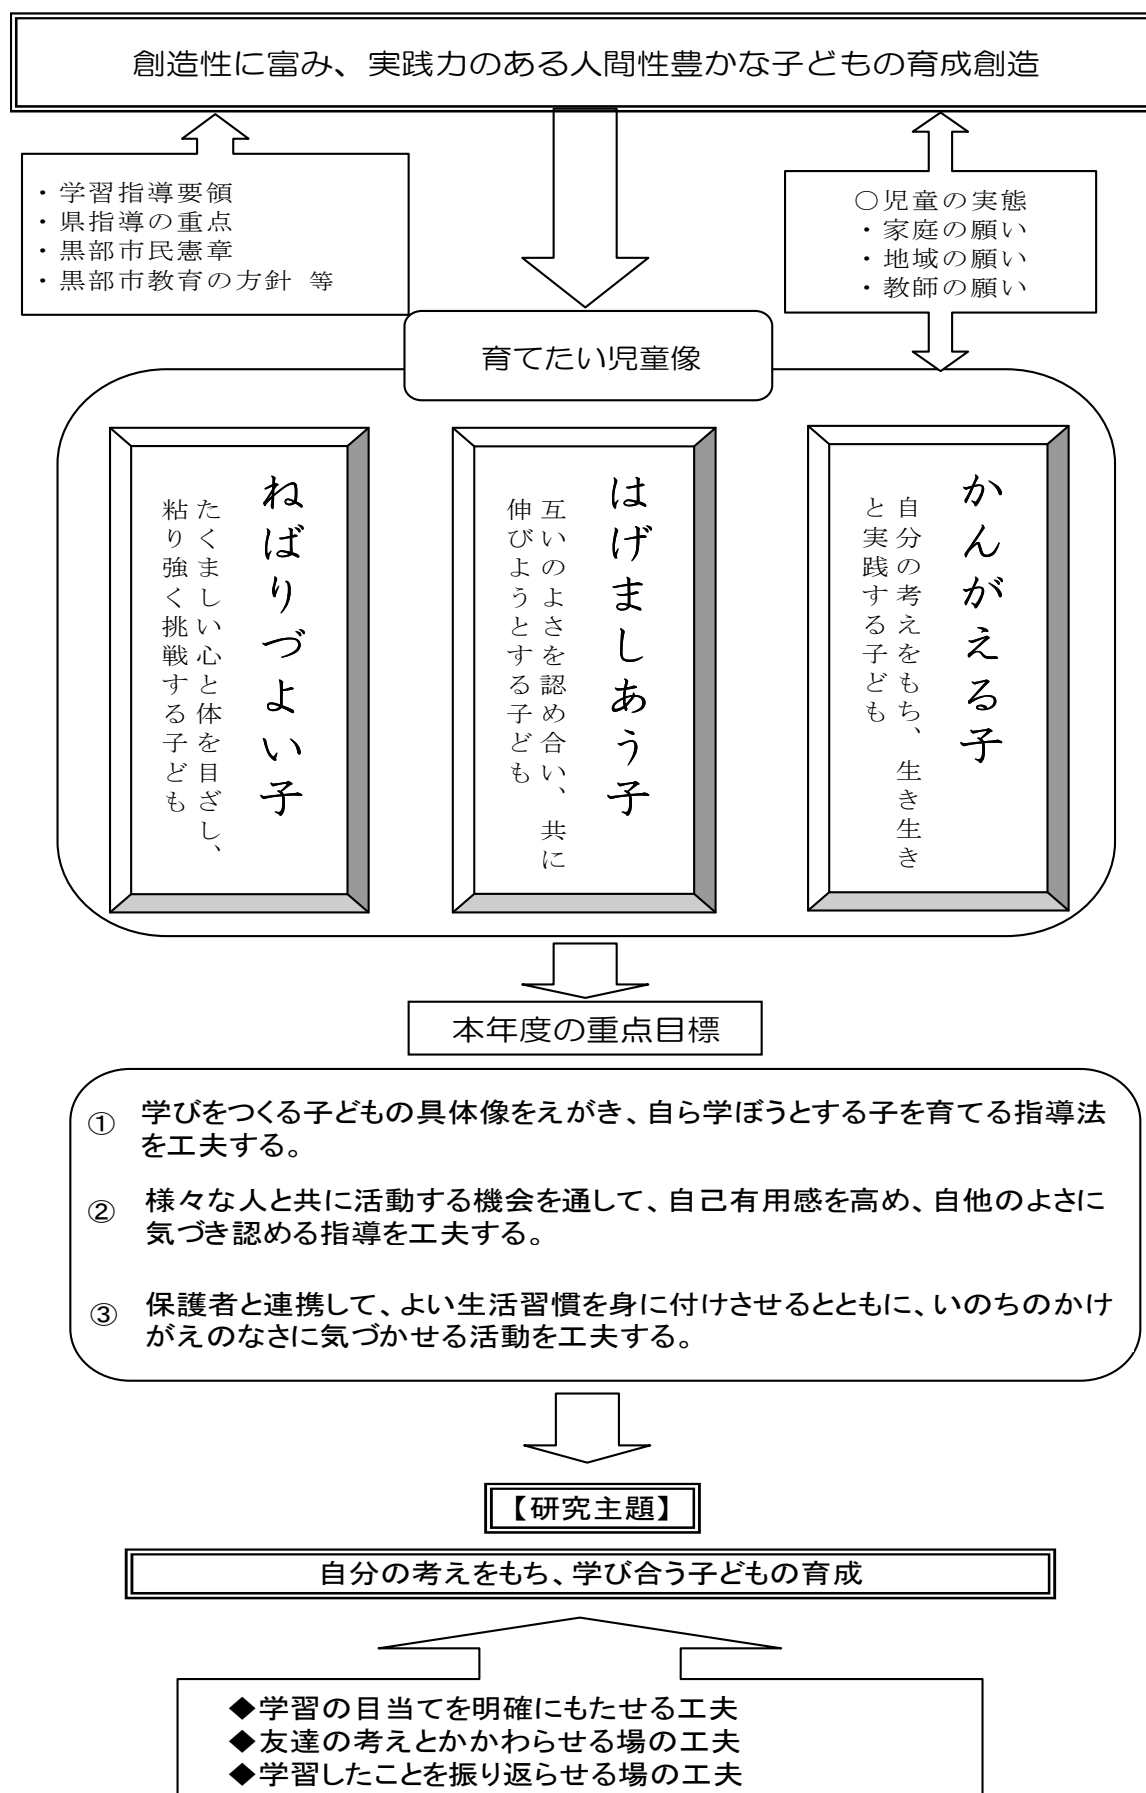 創造性に富み、実践力のある人間性豊かな子どもの育成創造
・学習指導要領
・県指導の重点
・黒部市民憲章
・黒部市教育の方針 等
○児童の実態
・家庭の願い
・地域の願い
・教師の願い
育てたい児童像
かんがえる子
自分の考えをもち、生き生き
と実践する子ども
はげましあう子
互いのよさを認め合い、共に
伸びようとする子ども
ねばりづよい子
たくましい心と体を目ざし、
粘り強く挑戦する子ども
本年度の重点目標
① 学びをつくる子どもの具体像をえがき、自ら学ぼうとする子を育てる指導法
を工夫する。
② 様々な人と共に活動する機会を通して、自己有用感を高め、自他のよさに
気づき認める指導を工夫する。
③ 保護者と連携して、よい生活習慣を身に付けさせるとともに、いのちのかけ
がえのなさに気づかせる活動を工夫する。
【研究主題】
自分の考えをもち、学び合う子どもの育成
◆学習の目当てを明確にもたせる工夫
◆友達の考えとかかわらせる場の工夫
◆学習したことを振り返らせる場の工夫